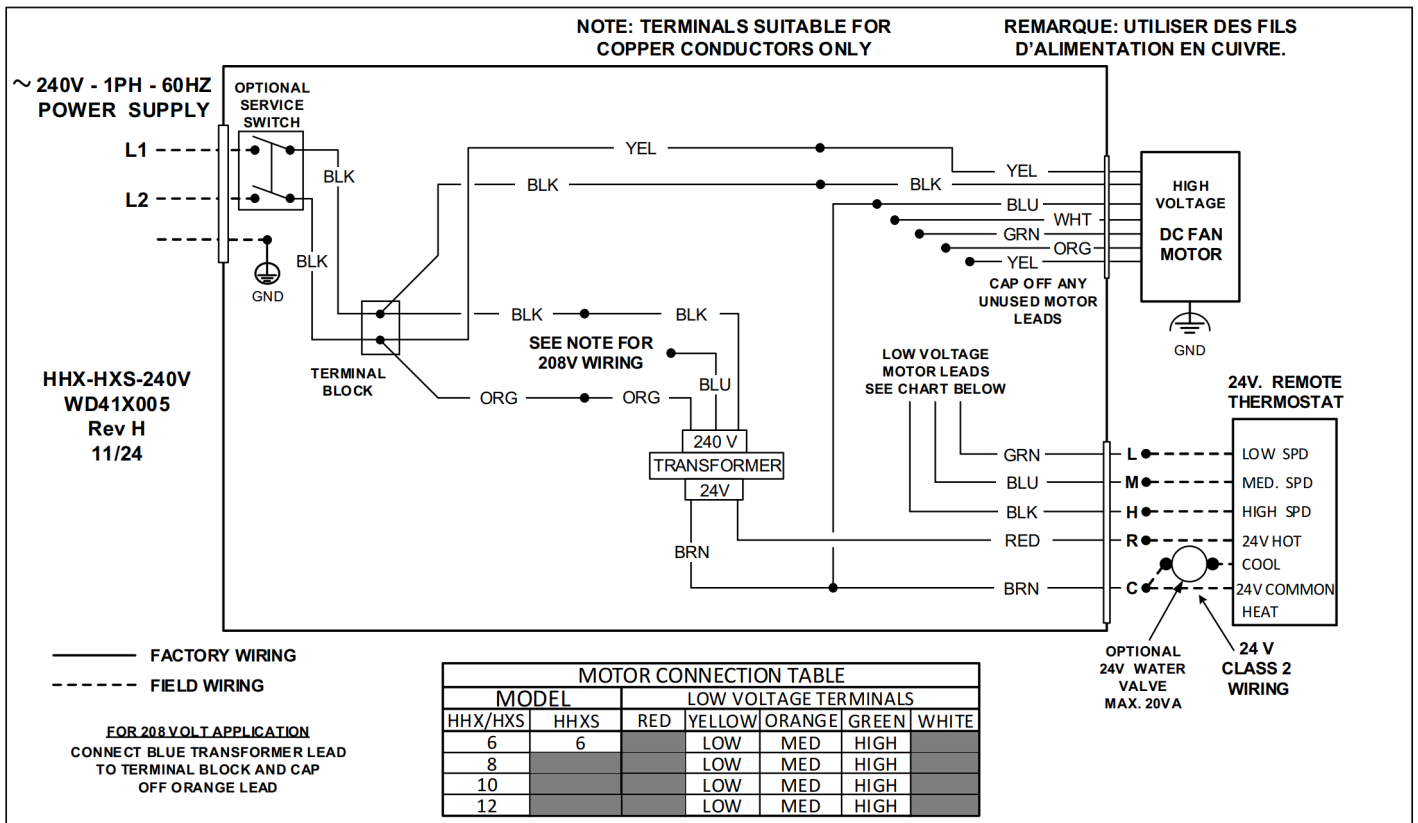 NOTE: TERMINALS SUITABLE FOR
COPPER CONDUCTORS ONLY
REMARQUE: UTILISER DES FILS
D'ALIMENTATION EN CUIVRE.
~ 240V - 1PH - 60HZ
POWER SUPPLY
OPTIONAL
SERVICE
SWITCH
L1
L2
BLK
BLK
GND
YEL
BLK
BLK
YEL
BLU
WHT
GRN
ORG
YEL
HIGH
VOLTAGE
DC FAN
MOTOR
GND
CAP OFF ANY
UNUSED MOTOR
LEADS
BLK
BLK
SEE NOTE FOR
208V WIRING
BLU
TERMINAL
BLOCK
ORG
ORG
240 V
TRANSFORMER
24V
BRN
LOW VOLTAGE
MOTOR LEADS
SEE CHART BELOW
HHX-HXS-240V
WD41X005
Rev H
11/24
24V. REMOTE
THERMOSTAT
GRN L LOW SPD
BLU M MED. SPD
BLK H HIGH SPD
RED R 24V HOT
COOL
BRN C 24V COMMON
HEAT
OPTIONAL
24V WATER
VALVE
MAX. 20VA
24 V
CLASS 2
WIRING
FACTORY WIRING
FIELD WIRING
FOR 208 VOLT APPLICATION
CONNECT BLUE TRANSFORMER LEAD
TO TERMINAL BLOCK AND CAP
OFF ORANGE LEAD
MOTOR CONNECTION TABLE
MODEL LOW VOLTAGE TERMINALS
HHX/HXS HHXS RED YELLOW ORANGE GREEN WHITE
6 6 LOW MED HIGH
8 LOW MED HIGH
10 LOW MED HIGH
12 LOW MED HIGH